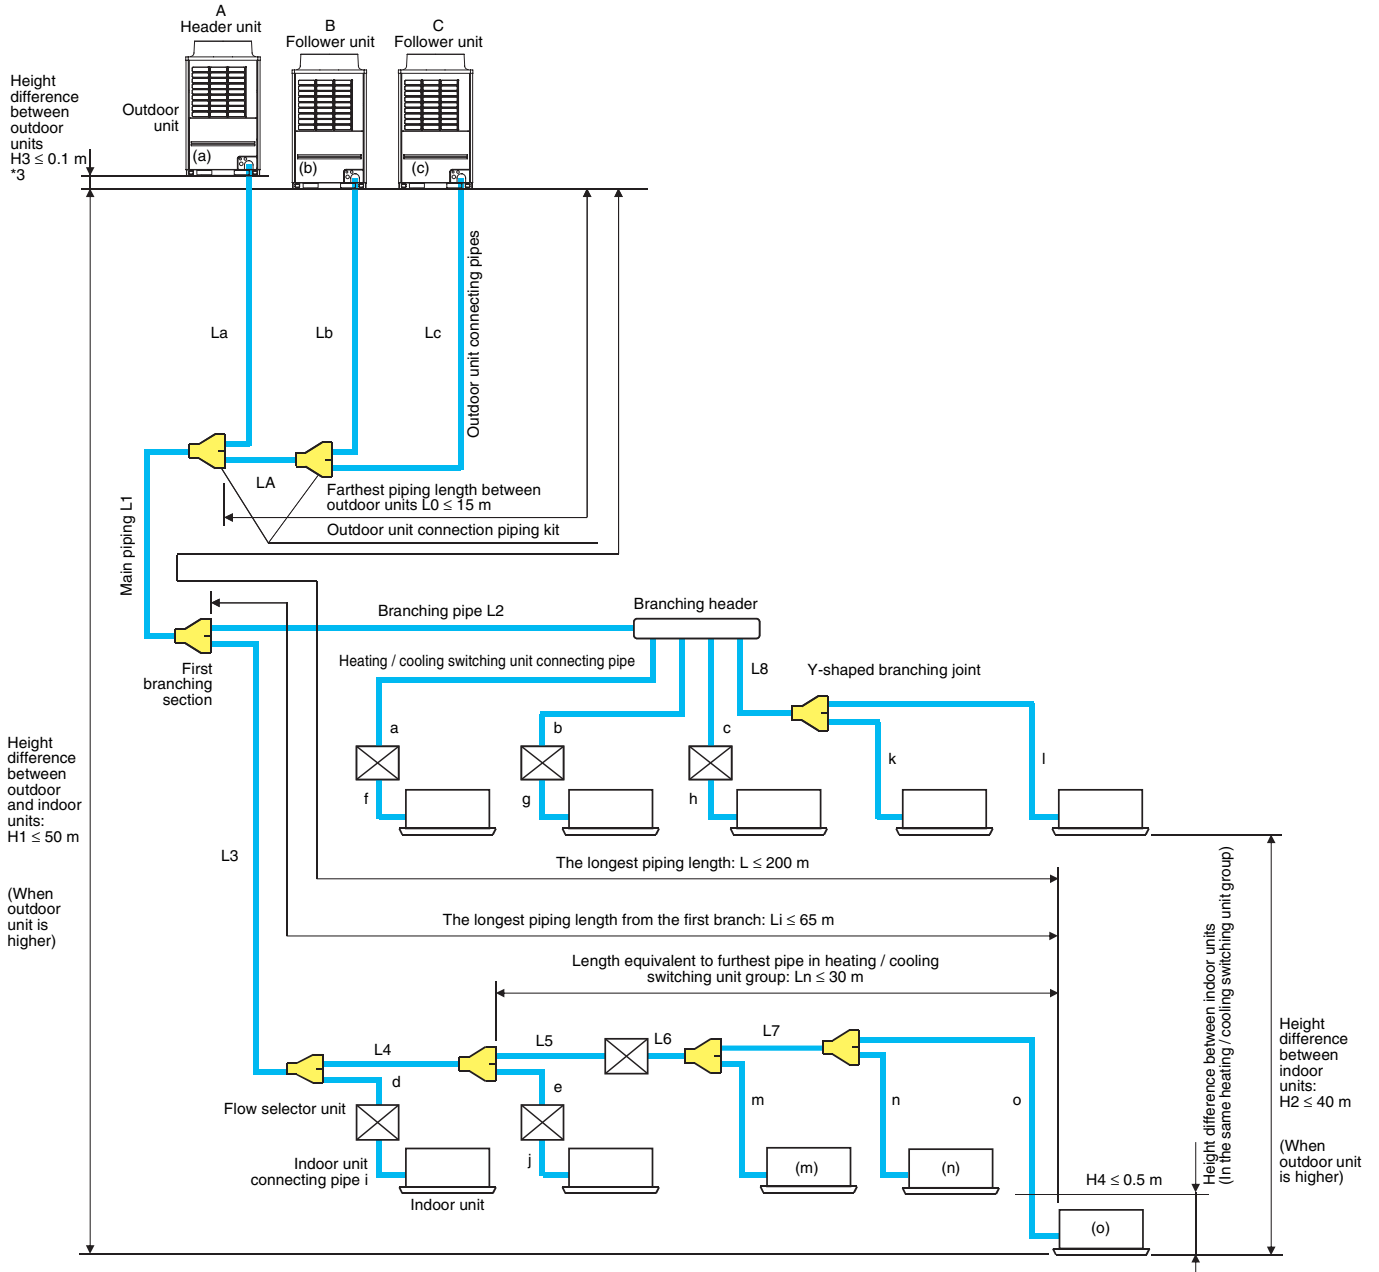 A
Header unit
B
Follower unit
C
Follower unit
Height
difference
between
outdoor
units
H3 ≤ 0.1 m
*3
Outdoor
unit
(a)
(b)
(c)
La
Lb
Lc
Outdoor unit connecting pipes
LA
Farthest piping length between
outdoor units L0 ≤ 15 m
Outdoor unit connection piping kit
Main piping L1
Branching pipe L2
Branching header
First
branching
section
Heating / cooling switching unit connecting pipe
L8
Y-shaped branching joint
a
b
c
k
l
f
g
h
Height
difference
between
outdoor
and indoor
units:
H1 ≤ 50 m
(When
outdoor
unit is
higher)
L3
The longest piping length: L ≤ 200 m
The longest piping length from the first branch: Li ≤ 65 m
Length equivalent to furthest pipe in heating / cooling
switching unit group: Ln ≤ 30 m
L4
L5
L6
L7
d
e
m
n
o
Flow selector unit
Indoor unit
connecting pipe i
j
Indoor unit
(m)
(n)
(o)
H4 ≤ 0.5 m
Height difference between indoor units
(In the same heating / cooling switching unit group)
Height
difference
between
indoor
units:
H2 ≤ 40 m
(When
outdoor unit
is higher)